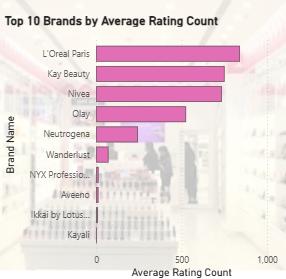 Top 10 Brands by Average Rating Count
Brand Name
L'Oreal Paris
Kay Beauty
Nivea
Olay
Neutrogena
Wanderlust
NYX Professio...
Aveeno
Ikkai by Lotus...
Kayali
0 500 1,000
Average Rating Count